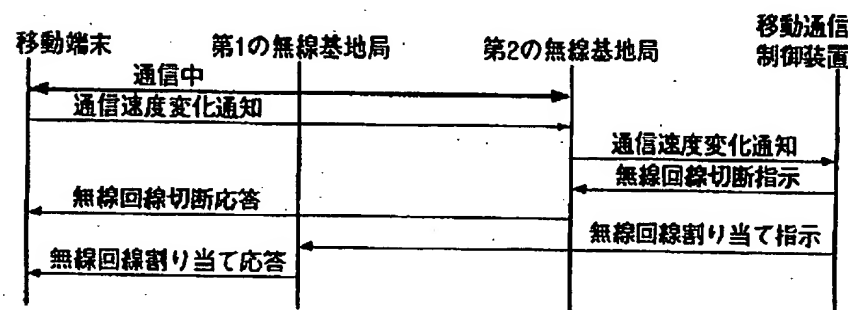 移動端末
第1の無線基地局
第2の無線基地局
移動通信
制御装置
通信中
通信速度変化通知
通信速度変化通知
無線回線切断指示
無線回線切断応答
無線回線割り当て指示
無線回線割り当て応答